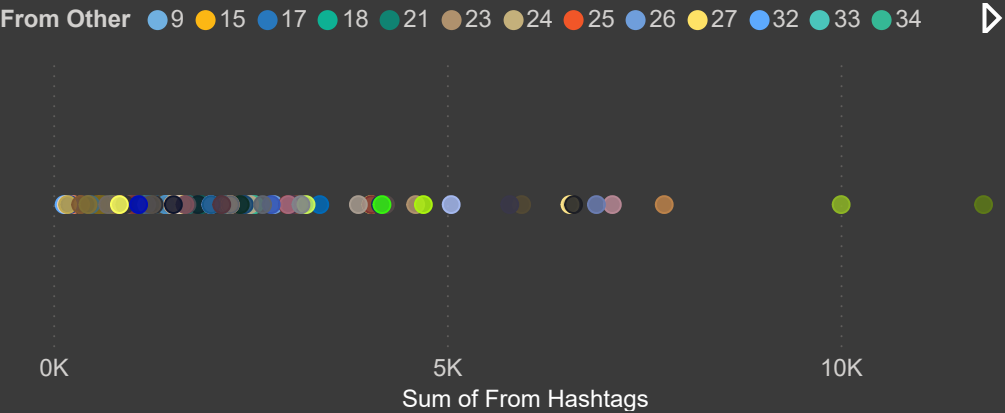 From Other 9 15 17 18 21 23 24 25 26 27 32 33 34
0K 5K 10K
Sum of From Hashtags